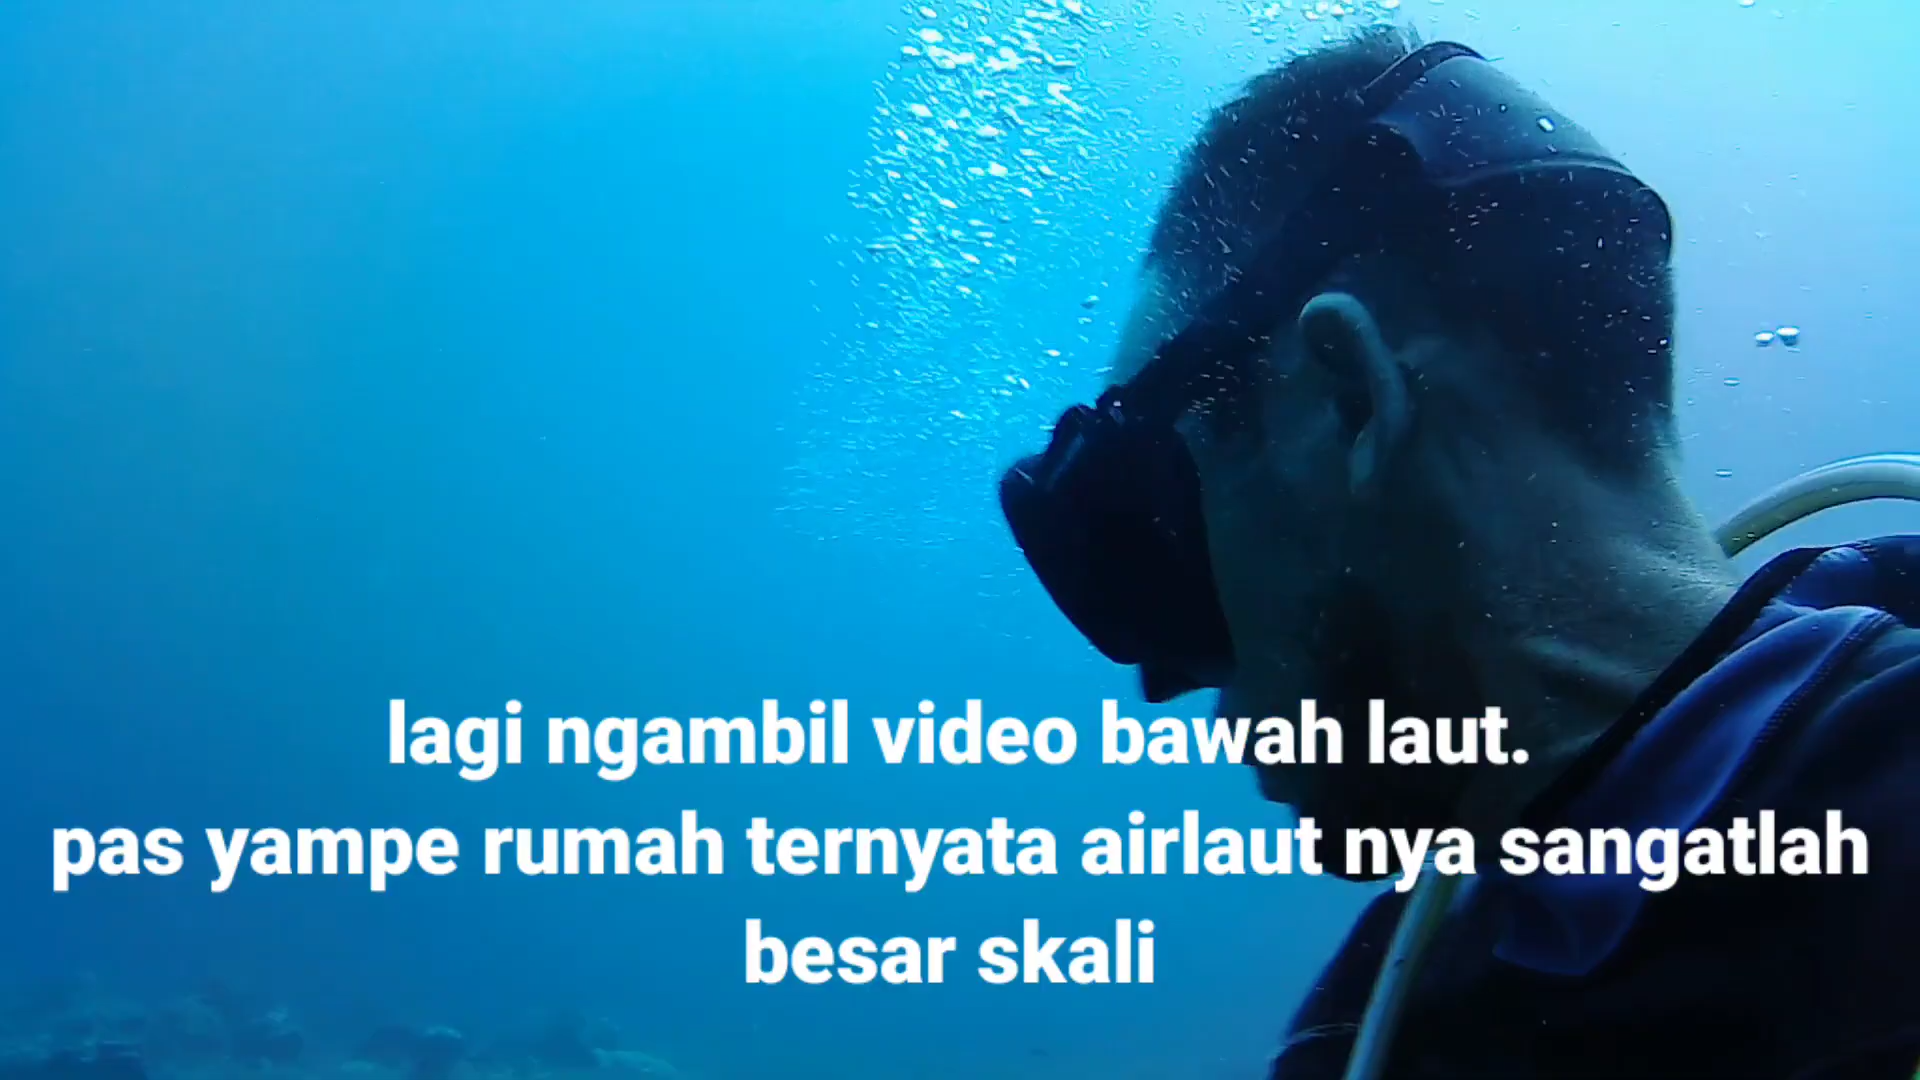 lagi ngambil video bawah laut.
pas yampe rumah ternyata airlaut nya sangatlah
besar skali